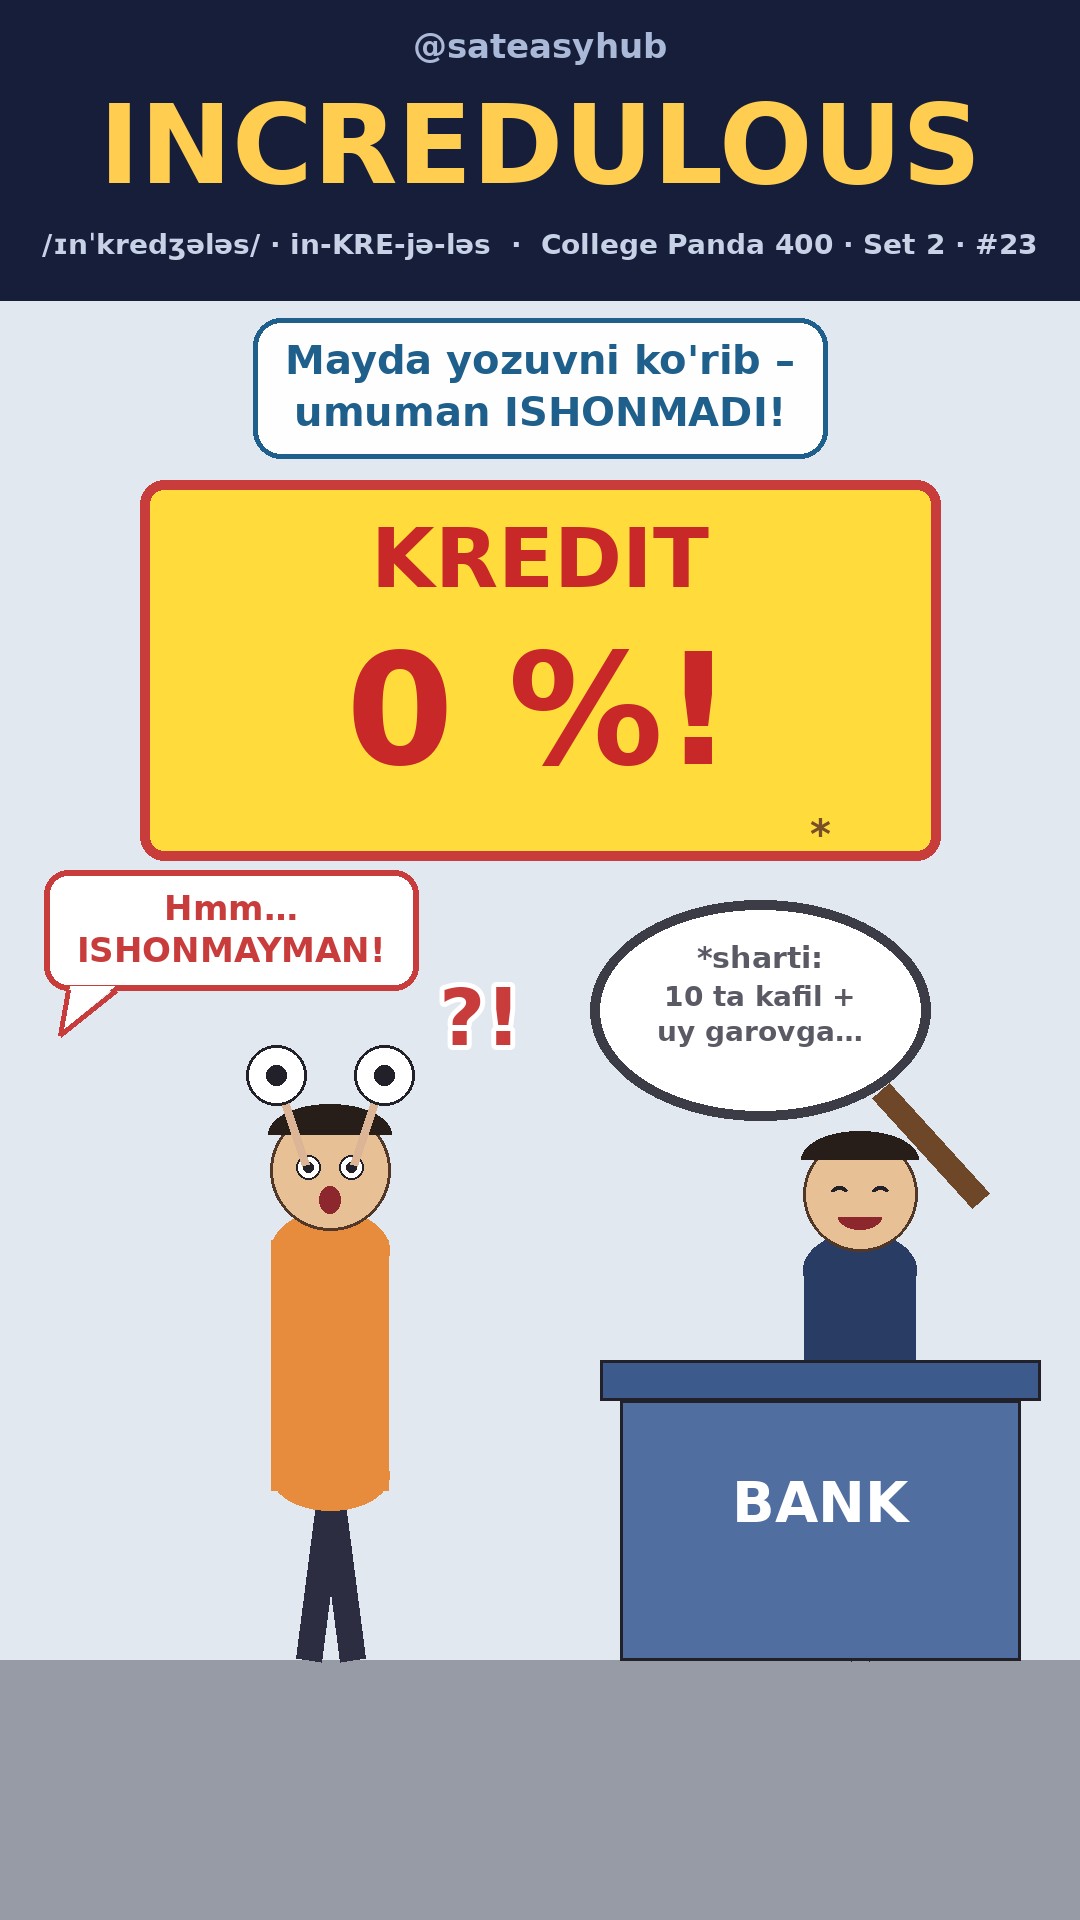 @sateasyhub
INCREDULOUS
/ɪnˈkredʒələs/ · in-KRE-jə-ləs · College Panda 400 · Set 2 · #23
Mayda yozuvni ko'rib –
umuman ISHONMADI!
KREDIT
0 %!
*
Hmm...
ISHONMAYMAN!
?!
*sharti:
10 ta kafil +
uy garovga...
BANK